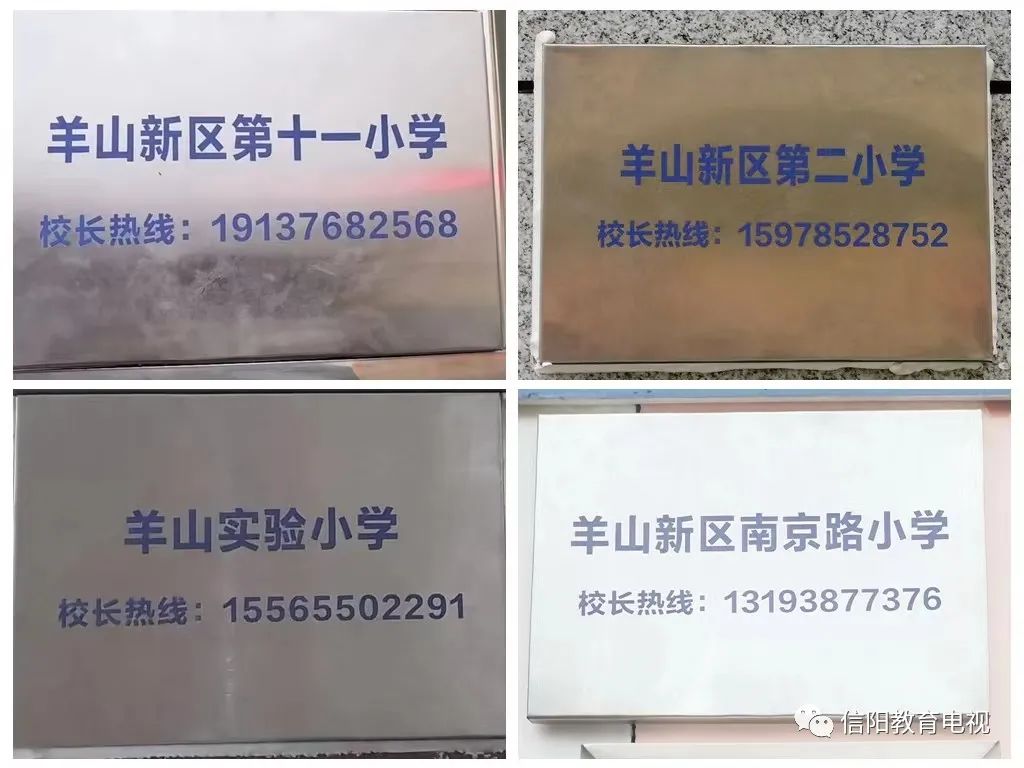 羊山新区第十一小学
校长热线：19137682568
羊山新区第二小学
校长热线：15978528752
羊山实验小学
校长热线：15565502291
羊山新区南京路小学
校长热线：13193877376
信阳教育电视